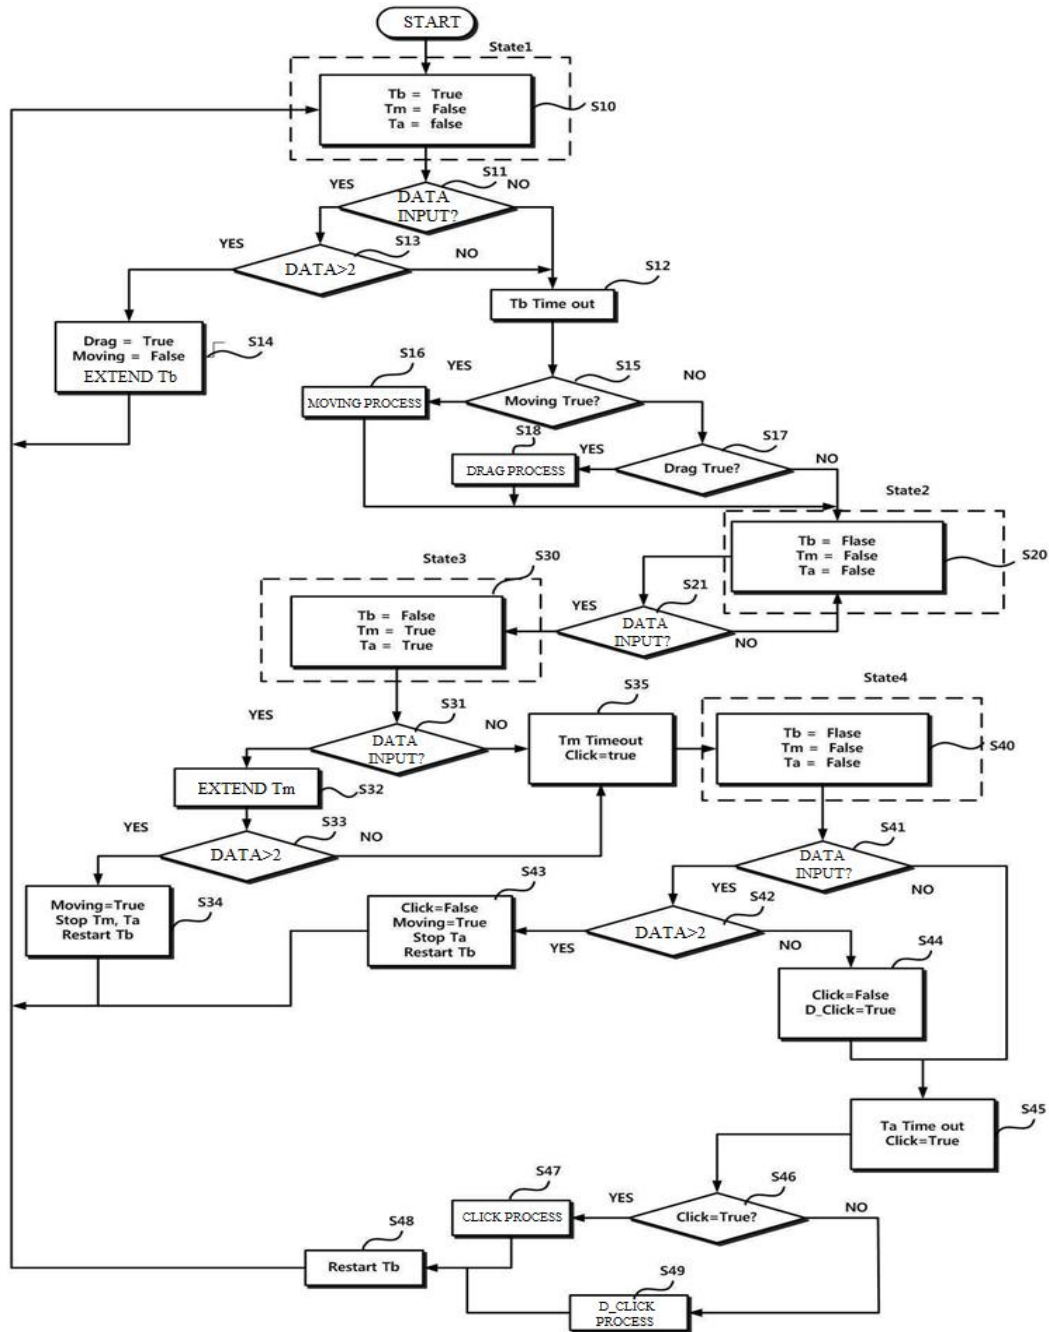 START
State1
Tb = True
Tm = False
Ta = false
S10
S11
YES
NO
DATA
INPUT?
S13
YES
NO
DATA>2
S12
Tb Time out
Drag = True
Moving = False
EXTEND Tb
S14
S16
YES
S15
NO
MOVING PROCESS
Moving True?
S18
YES
S17
NO
DRAG PROCESS
Drag True?
State2
Tb = Flase
Tm = False
Ta = False
S20
State3
S30
Tb = False
Tm = True
Ta = True
YES
S21
DATA
INPUT?
NO
YES
S31
NO
DATA
INPUT?
S35
Tm Timeout
Click=true
State4
Tb = Flase
Tm = False
Ta = False
S40
EXTEND Tm
S32
YES
S33
NO
DATA>2
S41
DATA
INPUT?
YES
NO
Moving=True
Stop Tm, Ta
Restart Tb
S34
S43
Click=False
Moving=True
Stop Ta
Restart Tb
S42
DATA>2
YES
NO
S44
Click=False
D_Click=True
Ta Time out
Click=True
S45
S47
YES
S46
NO
CLICK PROCESS
Click=True?
S48
Restart Tb
S49
D_CLICK
PROCESS